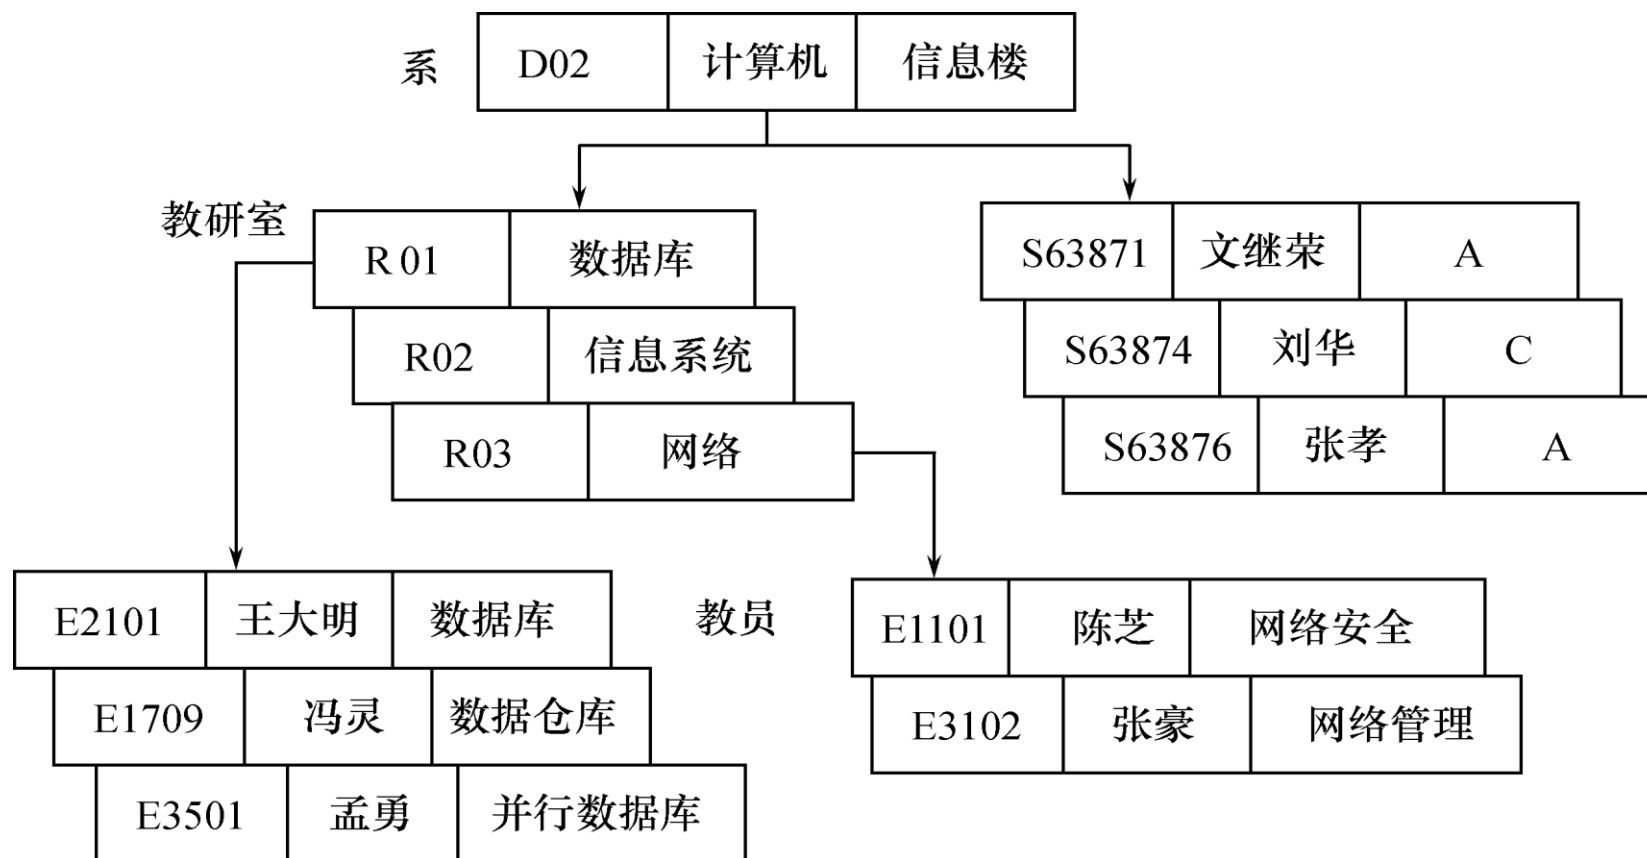 系 D02 计算机 信息楼
教研室 R 01 数据库
R02 信息系统
R03 网络
S63871 文继荣 A
S63874 刘华 C
S63876 张孝 A
E2101 王大明 数据库
E1709 冯灵 数据仓库
E3501 孟勇 并行数据库
教员 E1101 陈芝 网络安全
E3102 张豪 网络管理